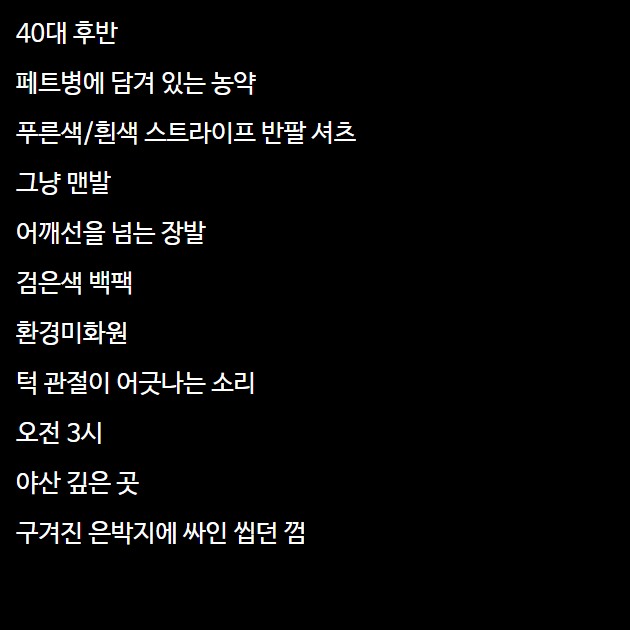 40대 후반
페트병에 담겨 있는 농약
푸른색/흰색 스트라이프 반팔 셔츠
그냥 맨발
어깨선을 넘는 장발
검은색 백팩
환경미화원
턱 관절이 어긋나는 소리
오전 3시
야산 깊은 곳
구겨진 은박지에 싸인 씹던 껌